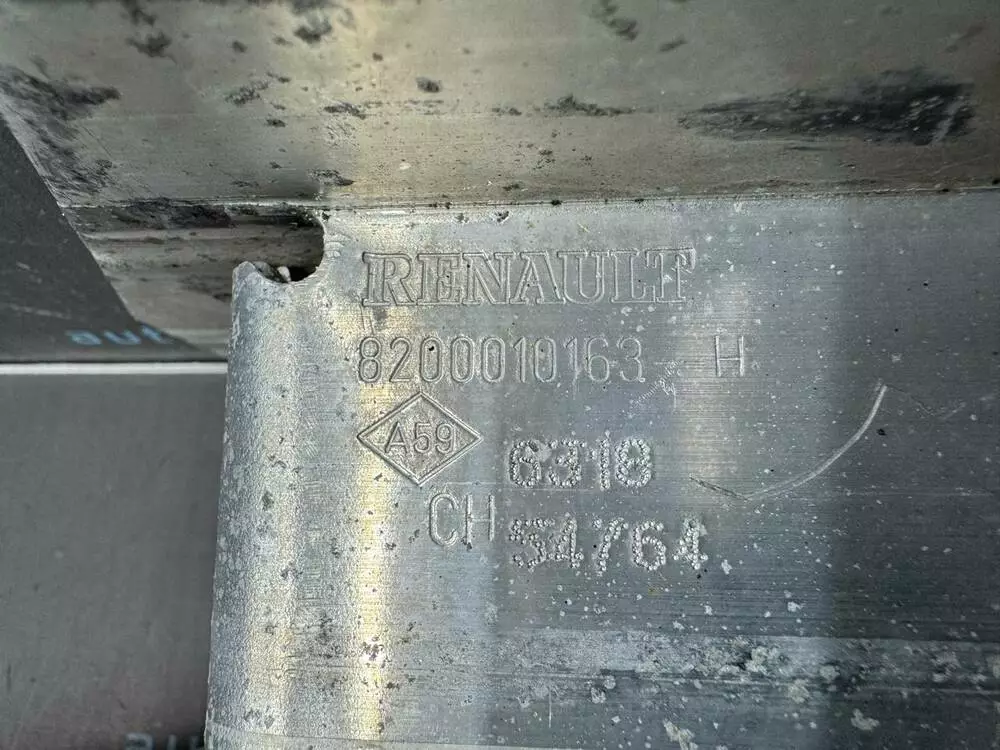 RENAULT
8200010163 H
A59
6318
CH
54764